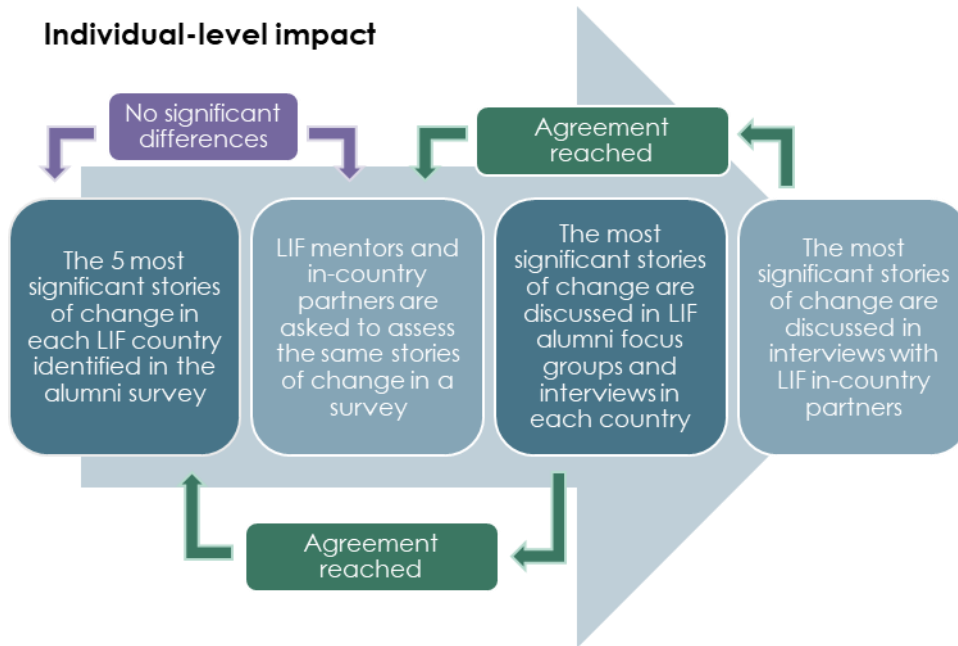 Individual-level impact
No significant
differences
Agreement
reached
The 5 most
significant stories
of change in
each LIF country
identified in the
alumni survey
LIF mentors and
in-country
partners are
asked to assess
the same stories
of change in a
survey
The most
significant stories
of change are
discussed in LIF
alumni focus
groups and
interviews in
each country
The most
significant stories
of change are
discussed in
interviews with
LIF in-country
partners
Agreement
reached